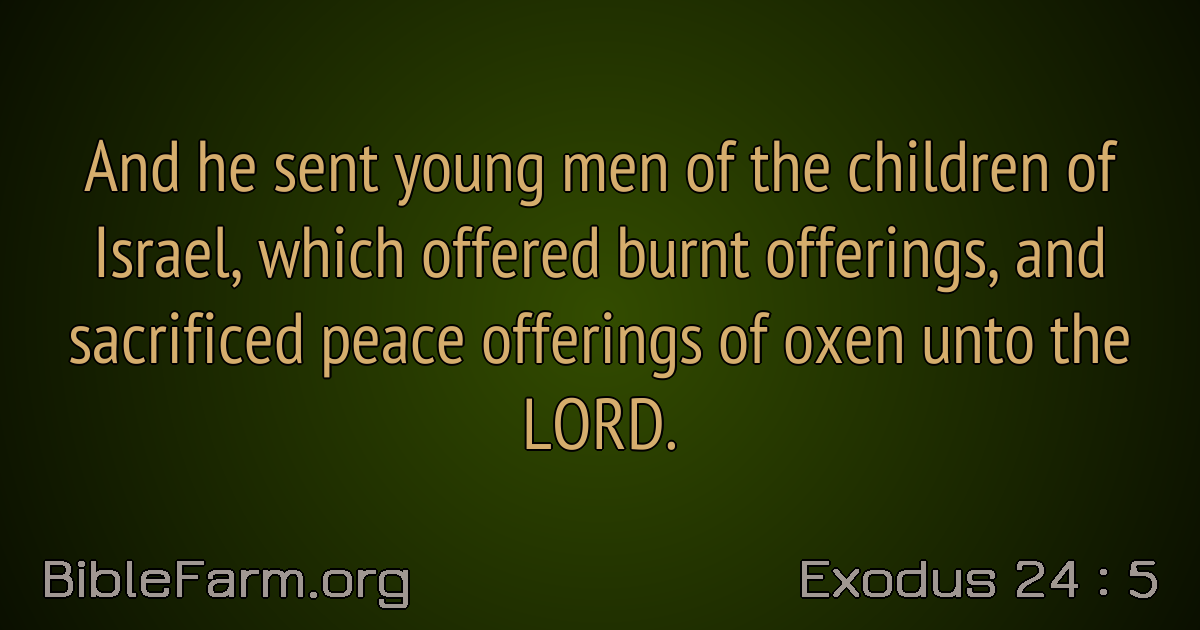 And he sent young men of the children of
Israel, which offered burnt offerings, and
sacrificed peace offerings of oxen unto the
LORD.
BibleFarm.org
Exodus 24 : 5